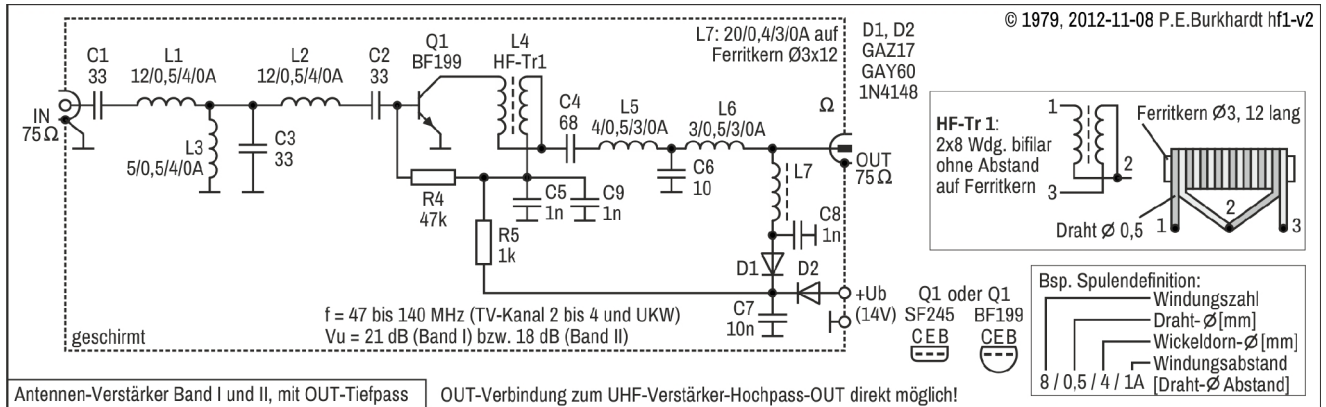 © 1979, 2012-11-08 P.E.Burkhardt hf1-v2
C1
33
L1
12/0,5/4/0A
L2
12/0,5/4/0A
C2
33
Q1
BF199
L4
HF-Tr1
L7: 20/0,4/3/0A auf
Ferritkern Ø3x12
D1, D2
GAZ17
GAY60
1N4148
IN
75Ω
L3
5/0,5/4/0A
C3
33
C4
68
L5
4/0,5/3/0A
L6
3/0,5/3/0A
Ω
OUT
75Ω
C6
10
L7
R4
47k
C5
1n
C9
1n
C8
1n
R5
1k
D1
D2
C7
10n
+Ub
(14V)
f = 47 bis 140 MHz (TV-Kanal 2 bis 4 und UKW)
Vu = 21 dB (Band I) bzw. 18 dB (Band II)
geschirmt
HF-Tr 1:
2x8 Wdg. bifilar
ohne Abstand
auf Ferritkern
1
2
3
Ferritkern Ø3, 12 lang
Draht Ø 0,5
1
2
3
Q1 oder Q1
SF245 BF199
CEB CEB
Bsp. Spulendefinition:
Windungszahl
Draht-Ø[mm]
Wickeldorn-Ø[mm]
Windungsabstand
8 / 0,5 / 4 / 1A [Draht-Ø Abstand]
Antennen-Verstärker Band I und II, mit OUT-Tiefpass
OUT-Verbindung zum UHF-Verstärker-Hochpass-OUT direkt möglich!